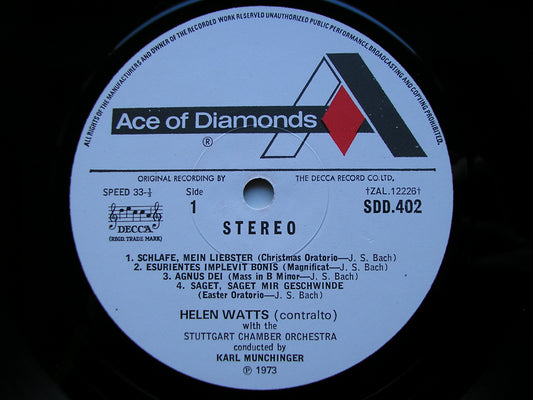 ALL RIGHTS OF THE MANUFACTURERS AND OWNER OF THE RECORDED WORK RESERVED UNAUTHORIZED PUBLIC PERFORMANCE, BROADCASTING AND COPYING PROHIBITED.
Ace of Diamonds
®
ORIGINAL RECORDING BY THE DECCA RECORD CO. LTD.
SPEED 33-⅓ Side †ZAL.12226†
1 SDD.402
STEREO
DECCA
(REGD. TRADE MARK)
1. SCHLAFE, MEIN LIEBSTER (Christmas Oratorio—J. S. Bach)
2. ESURIENTES IMPLEVIT BONIS (Magnificat—J. S. Bach)
3. AGNUS DEI (Mass in B Minor—J. S. Bach)
4. SAGET, SAGET MIR GESCHWINDE
(Easter Oratorio—J. S. Bach)
HELEN WATTS (contralto)
with the
STUTTGART CHAMBER ORCHESTRA
conducted by
KARL MUNCHINGER
℗ 1973